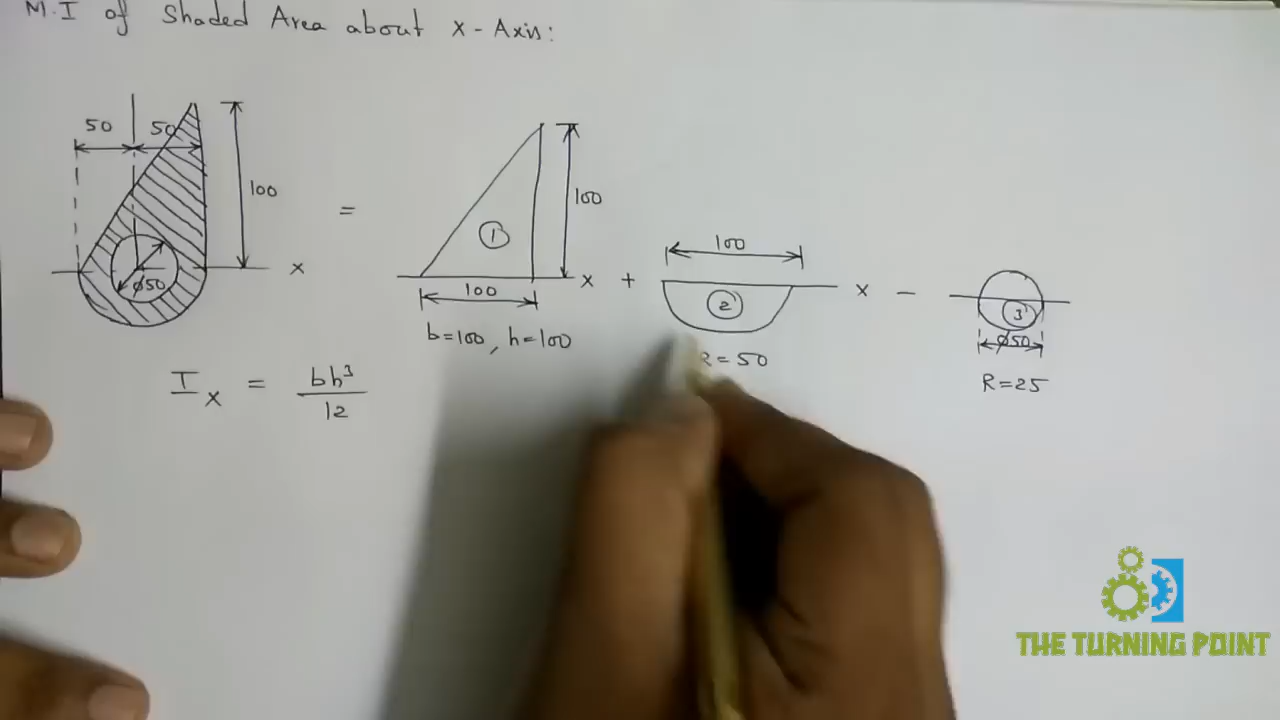 M.I of Shaded Area about x-Axis:
50 50
100
ø50
x
=
①
100
100
x
b=100, h=100
+
100
②
x
R=50
−
③
ø50
R=25
Ix = bh³/12
THE TURNING POINT